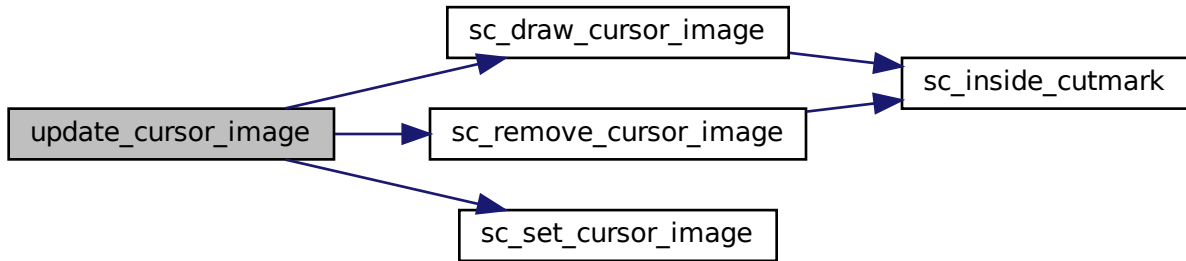 sc_draw_cursor_image
sc_inside_cutmark
update_cursor_image
sc_remove_cursor_image
sc_set_cursor_image